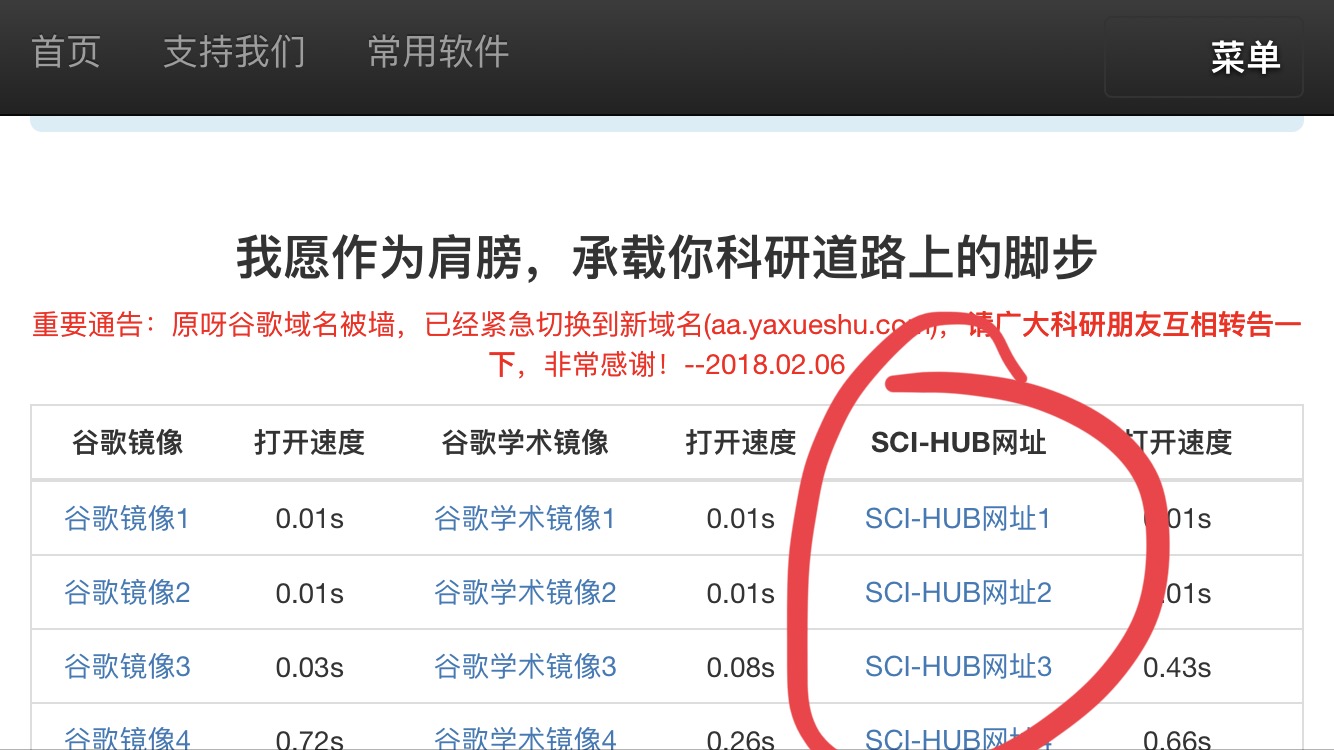 首页 支持我们 常用软件 菜单
我愿作为肩膀，承载你科研道路上的脚步
重要通告：原呀谷歌域名被墙，已经紧急切换到新域名(aa.yaxueshu.com)，请广大科研朋友互相转告一
下，非常感谢！--2018.02.06
谷歌镜像 打开速度 谷歌学术镜像 打开速度 SCI-HUB网址 打开速度
谷歌镜像1 0.01s 谷歌学术镜像1 0.01s SCI-HUB网址1 0.01s
谷歌镜像2 0.01s 谷歌学术镜像2 0.01s SCI-HUB网址2 0.01s
谷歌镜像3 0.03s 谷歌学术镜像3 0.08s SCI-HUB网址3 0.43s
谷歌镜像4 0.72s 谷歌学术镜像4 0.26s SCI-HUB网址4 0.66s